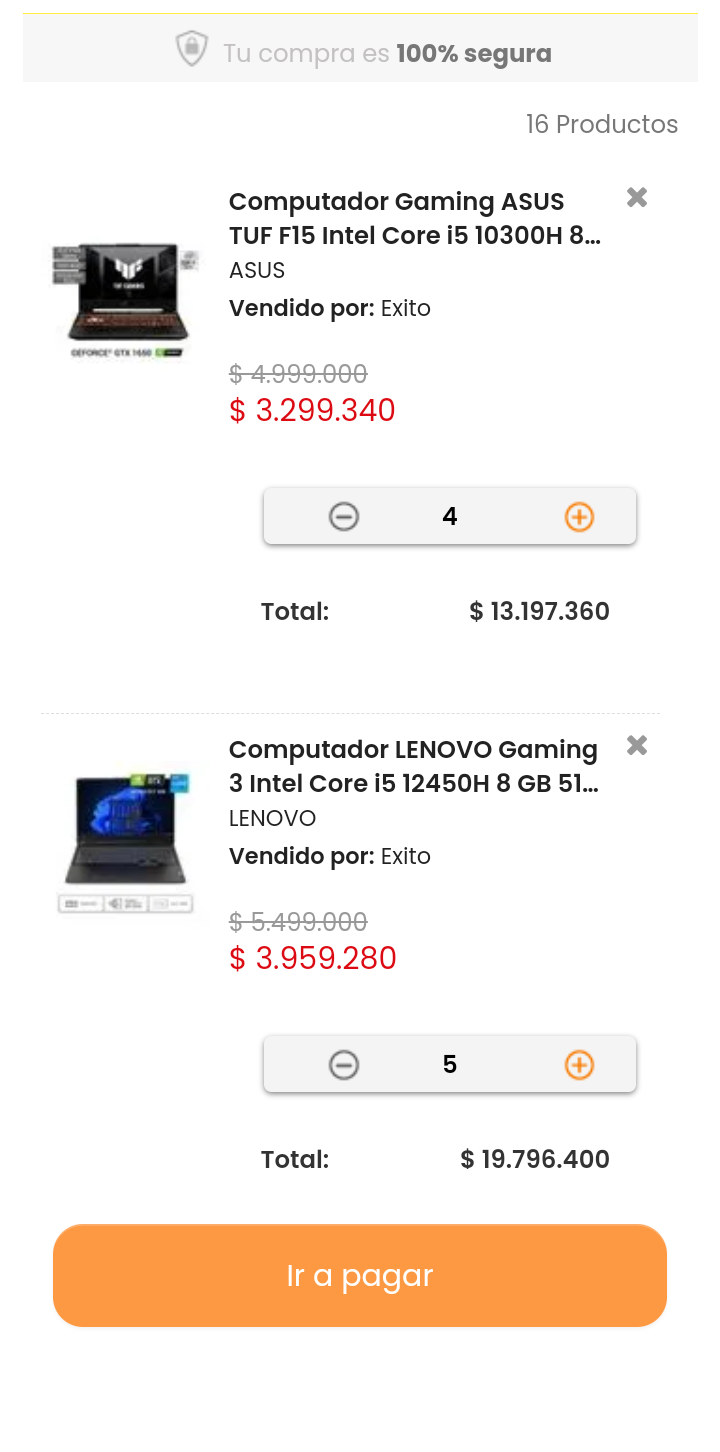 Tu compra es 100% segura
16 Productos
Computador Gaming ASUS
TUF F15 Intel Core i5 10300H 8...
ASUS
Vendido por: Exito
GEFORCE® GTX 1650
$ 4.999.000
$ 3.299.340
4
Total: $ 13.197.360
Computador LENOVO Gaming
3 Intel Core i5 12450H 8 GB 51...
LENOVO
Vendido por: Exito
$ 5.499.000
$ 3.959.280
5
Total: $ 19.796.400
Ir a pagar